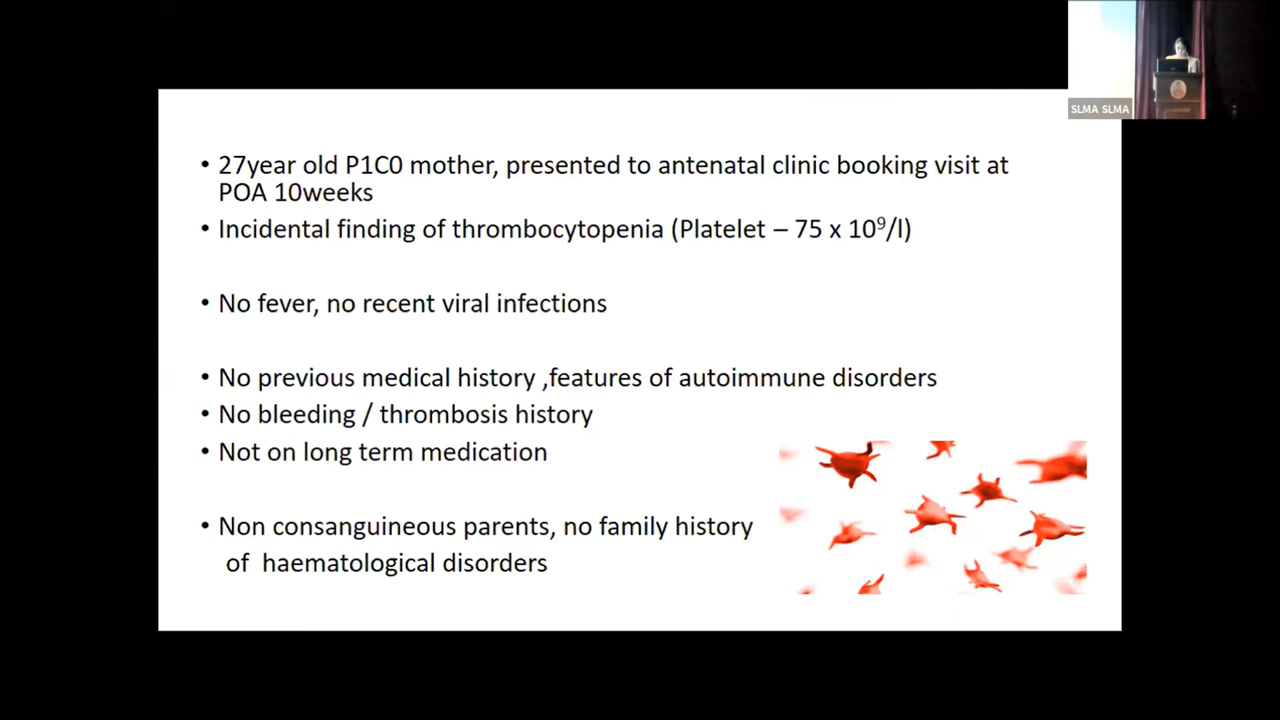 SLMA SLMA
• 27year old P1C0 mother, presented to antenatal clinic booking visit at
POA 10weeks
• Incidental finding of thrombocytopenia (Platelet – 75 x 10⁹/l)
• No fever, no recent viral infections
• No previous medical history ,features of autoimmune disorders
• No bleeding / thrombosis history
• Not on long term medication
• Non consanguineous parents, no family history
of haematological disorders